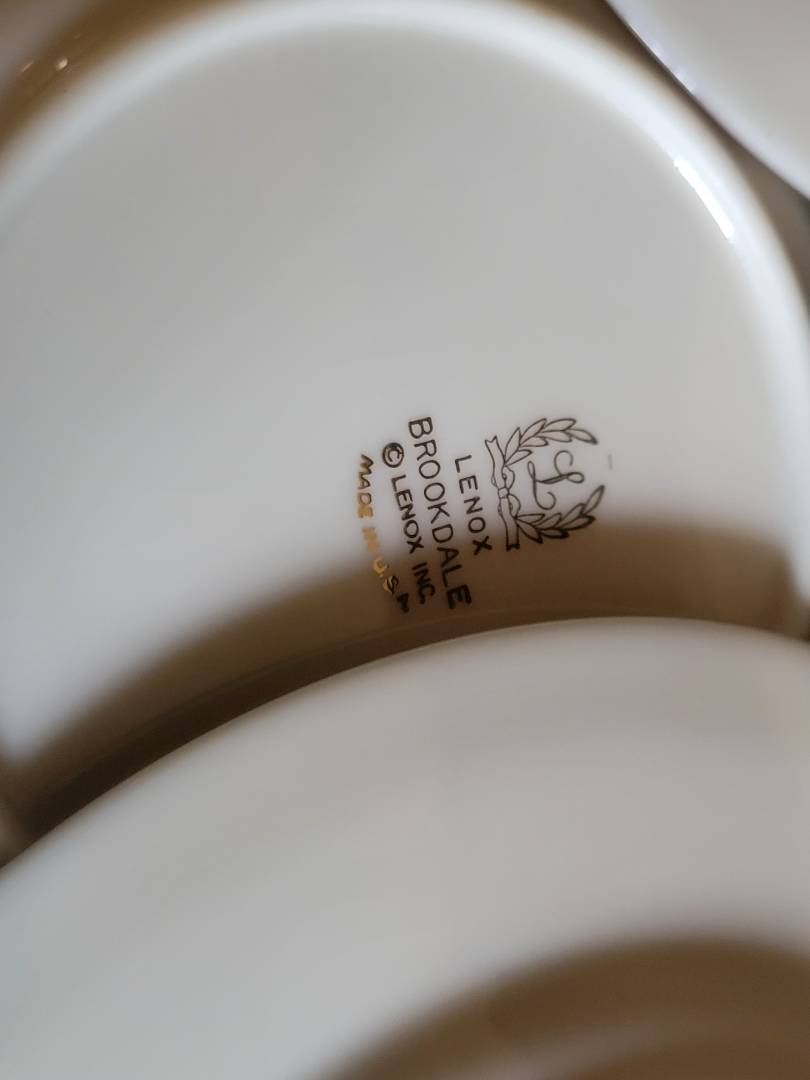 L
LENOX
BROOKDALE
© LENOX INC.
MADE IN U.S.A